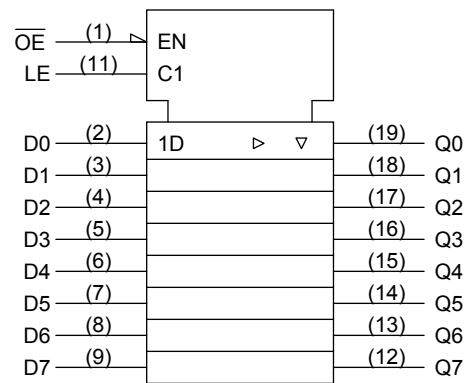 OE (1) EN
LE (11) C1
D0 (2) 1D (19) Q0
D1 (3) (18) Q1
D2 (4) (17) Q2
D3 (5) (16) Q3
D4 (6) (15) Q4
D5 (7) (14) Q5
D6 (8) (13) Q6
D7 (9) (12) Q7